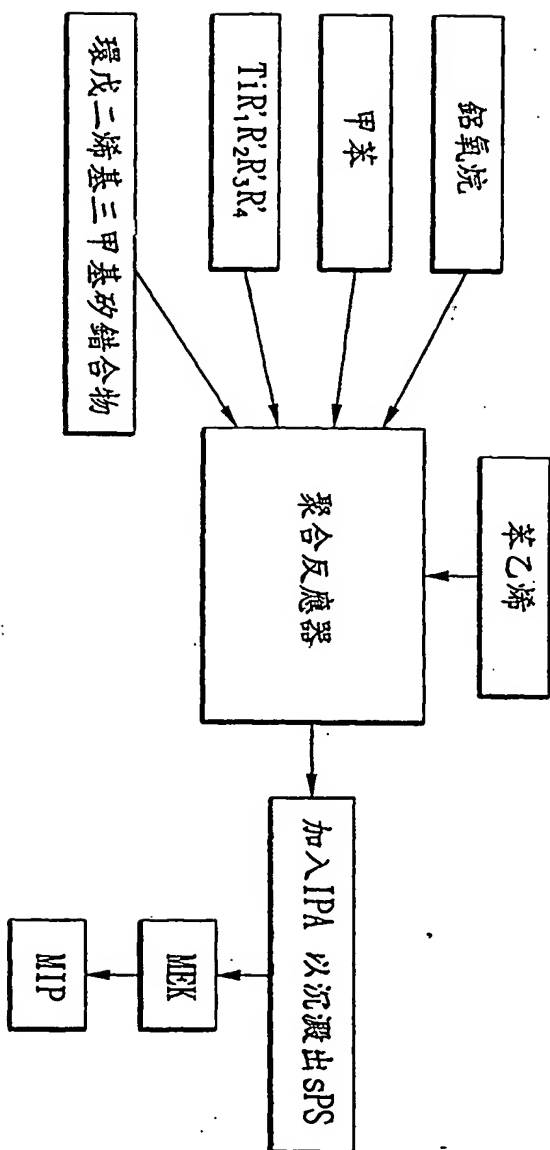 苯乙烯
鋁氧烷
甲苯
TiR'₁R'₂R'₃R'₄
環戊二烯基三甲基矽錯合物
聚合反應器
加入IPA 以沉澱出sPS
MEK
MIP